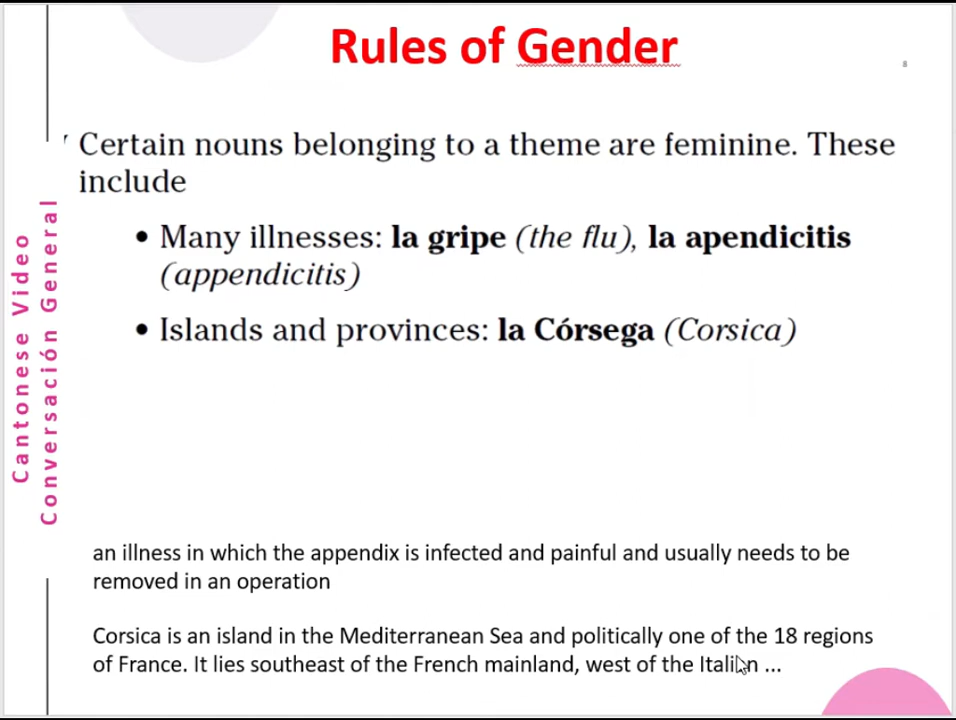 Rules of Gender
8
Certain nouns belonging to a theme are feminine. These
include
• Many illnesses: la gripe (the flu), la apendicitis
(appendicitis)
• Islands and provinces: la Córsega (Corsica)
Cantonese Video
Conversación General
an illness in which the appendix is infected and painful and usually needs to be
removed in an operation
Corsica is an island in the Mediterranean Sea and politically one of the 18 regions
of France. It lies southeast of the French mainland, west of the Italian ...